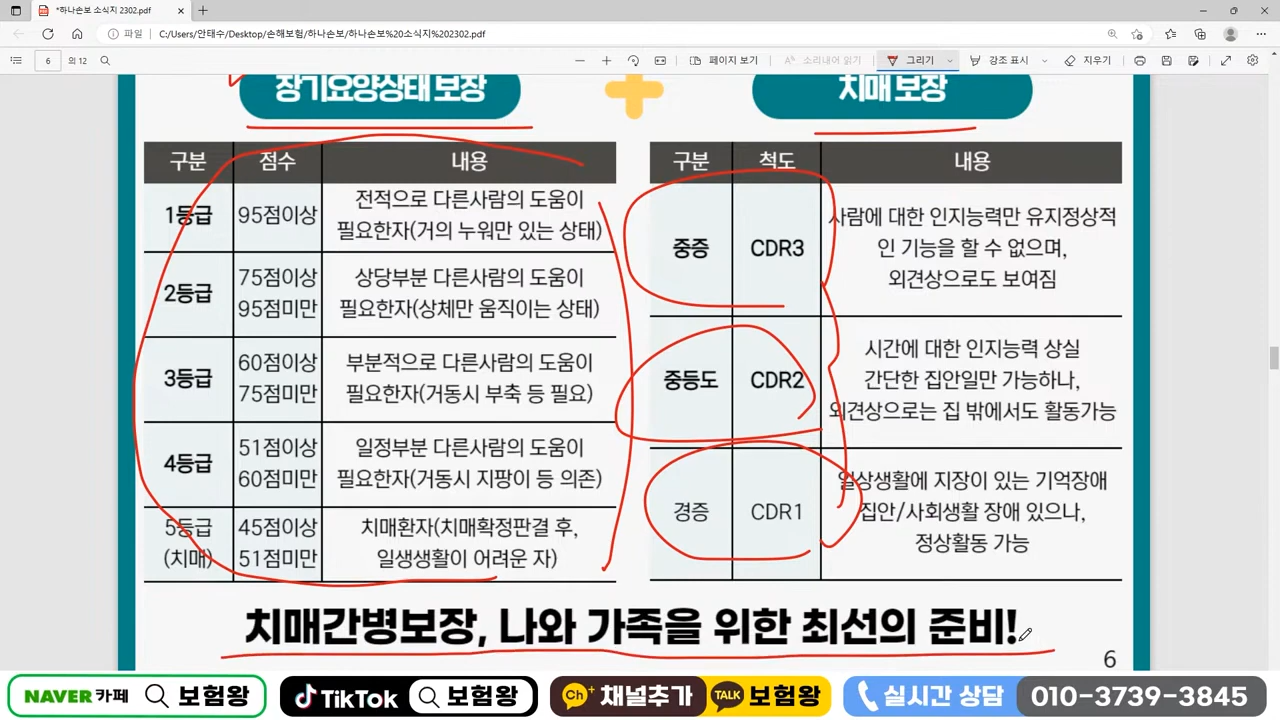 *하나손보 소식지 2302.pdf
파일
C:/Users/안태수/Desktop/손해보험/하나손보/하나손보%20소식지%202302.pdf
6 의 12
페이지 보기
소리내어 읽기
그리기
강조 표시
지우기
장기요양상태 보장
치매 보장
구분 점수 내용
1등급 95점이상 전적으로 다른사람의 도움이
필요한자(거의 누워만 있는 상태)
2등급 75점이상 95점미만 상당부분 다른사람의 도움이
필요한자(상체만 움직이는 상태)
3등급 60점이상 75점미만 부분적으로 다른사람의 도움이
필요한자(거동시 부축 등 필요)
4등급 51점이상 60점미만 일정부분 다른사람의 도움이
필요한자(거동시 지팡이 등 의존)
5등급 (치매) 45점이상 51점미만 치매환자(치매확정판결 후,
일생생활이 어려운 자)
구분 척도 내용
중증 CDR3 사람에 대한 인지능력만 유지정상적
인 기능을 할 수 없으며,
외견상으로도 보여짐
중등도 CDR2 시간에 대한 인지능력 상실
간단한 집안일만 가능하나,
외견상으로는 집 밖에서도 활동가능
경증 CDR1 일상생활에 지장이 있는 기억장애
집안/사회생활 장애 있으나,
정상활동 가능
치매간병보장, 나와 가족을 위한 최선의 준비!
6
NAVER 카페 보험왕
TikTok 보험왕
Ch+ 채널추가 TALK 보험왕
실시간 상담 010-3739-3845